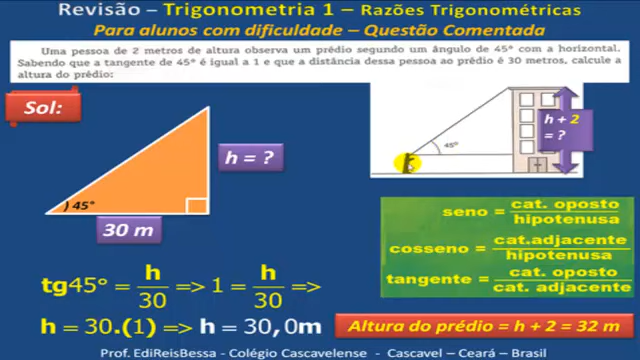 Revisão – Trigonometria 1 – Razões Trigonométricas
Para alunos com dificuldade – Questão Comentada
Uma pessoa de 2 metros de altura observa um prédio segundo um ângulo de 45° com a horizontal.
Sabendo que a tangente de 45° é igual a 1 e que a distância dessa pessoa ao prédio é 30 metros, calcule a
altura do prédio:
Sol:
h = ?
45°
30 m
45°
h + 2
= ?
seno = cat. oposto / hipotenusa
cosseno = cat.adjacente / hipotenusa
tangente = cat. oposto / cat. adjacente
tg45° = h/30 => 1 = h/30 =>
h = 30.(1) => h = 30,0m
Altura do prédio = h + 2 = 32 m
Prof. EdiReisBessa - Colégio Cascavelense - Cascavel – Ceará – Brasil